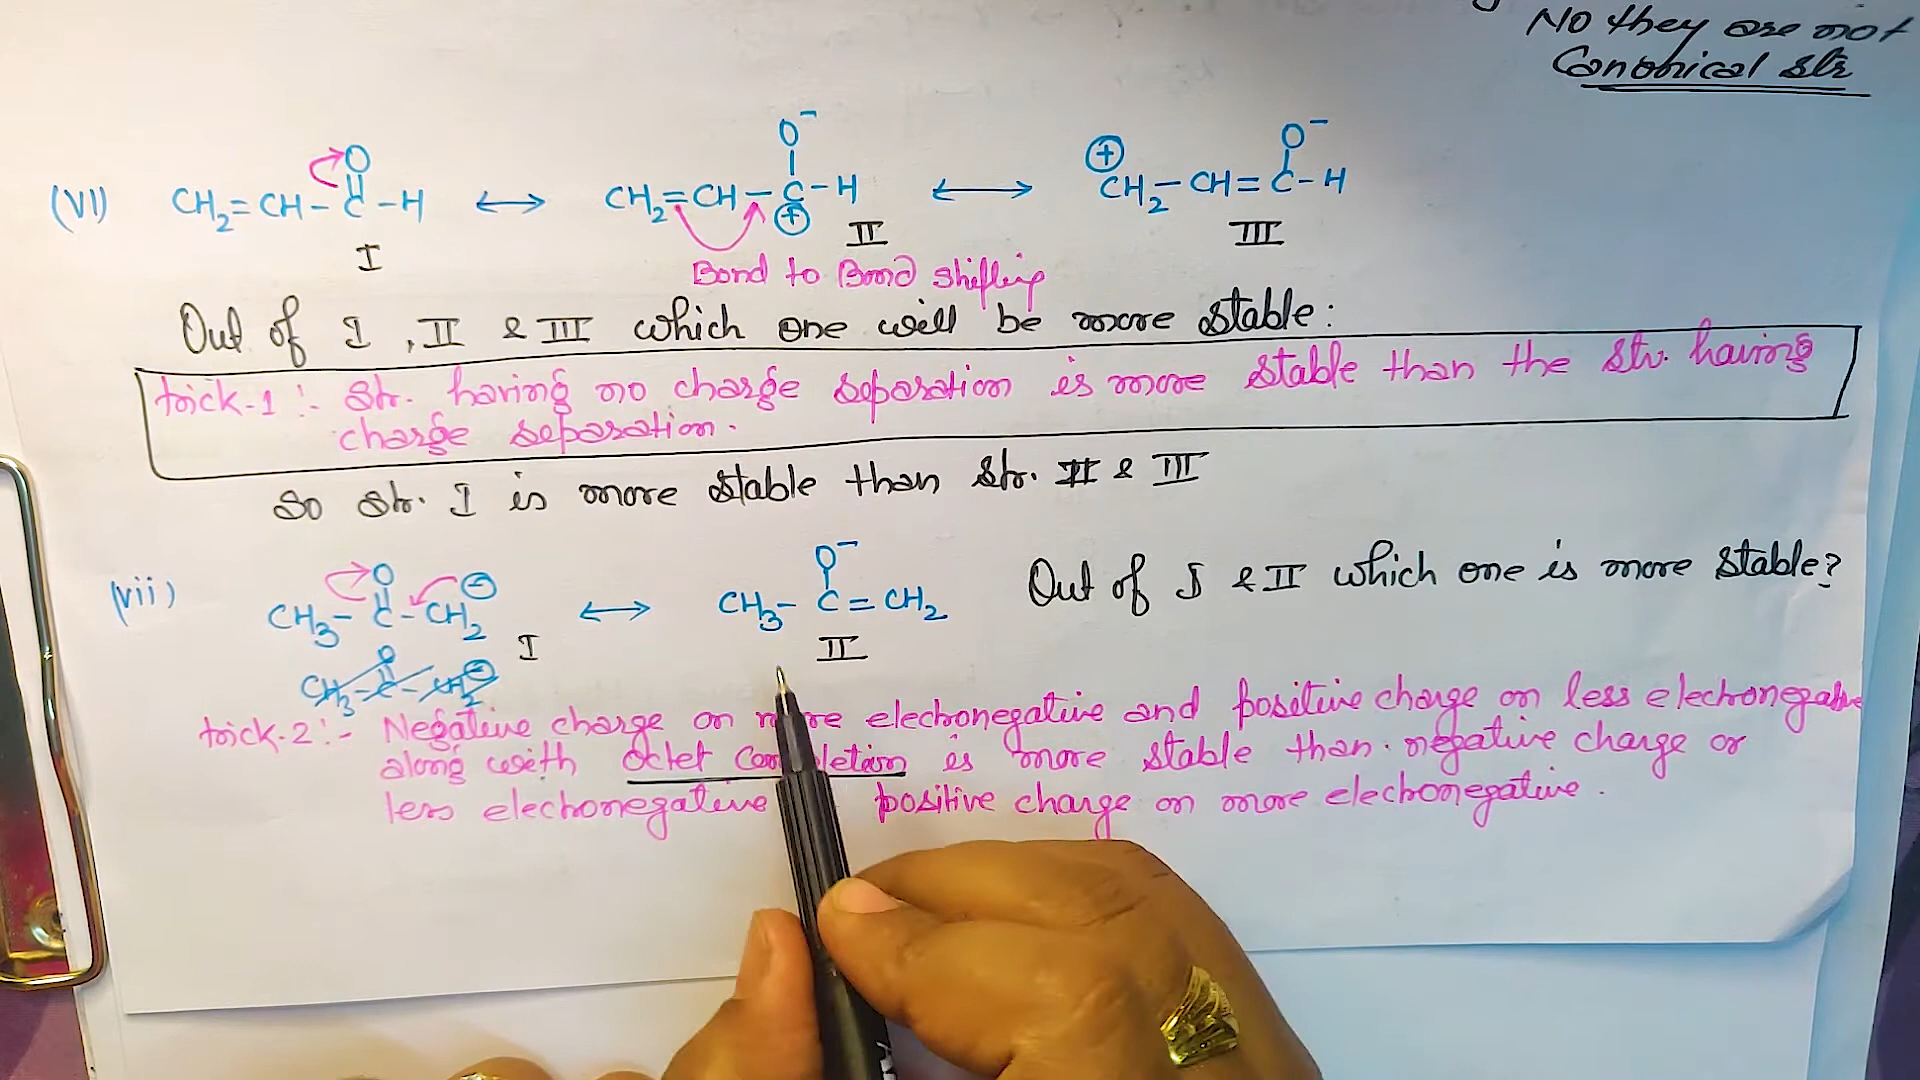 No they are not
Canonical str
(VI) CH2=CH-C-H ↔ CH2=CH-C-H ↔ CH2-CH=C-H
O O- O-
⊕ ⊕
I II III
Bond to Bond shifting
Out of I, II & III which one will be more stable:
trick-1:- Str. having no charge separation is more stable than the str. having
charge separation.
So str. I is more stable than str. II & III
(vii) CH3-C-CH2 ↔ CH3-C=CH2 Out of I & II which one is more stable?
O ⊖ O-
I II
CH3-C-CH2
O ⊖
trick-2:- Negative charge on electronegative and positive charge on less electronegative
along with octet is more stable than negative charge or
less electronegative positive charge on more electronegative.